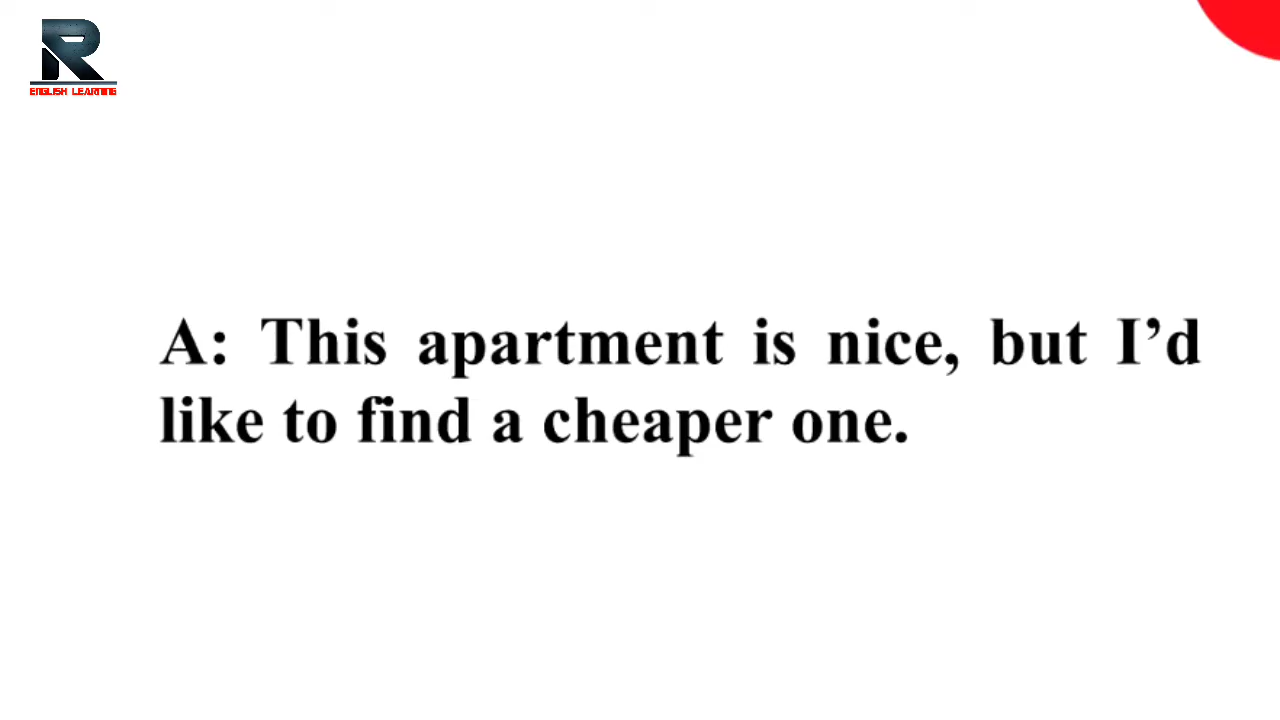 R
ENGLISH LEARNING
A: This apartment is nice, but I’d
like to find a cheaper one.